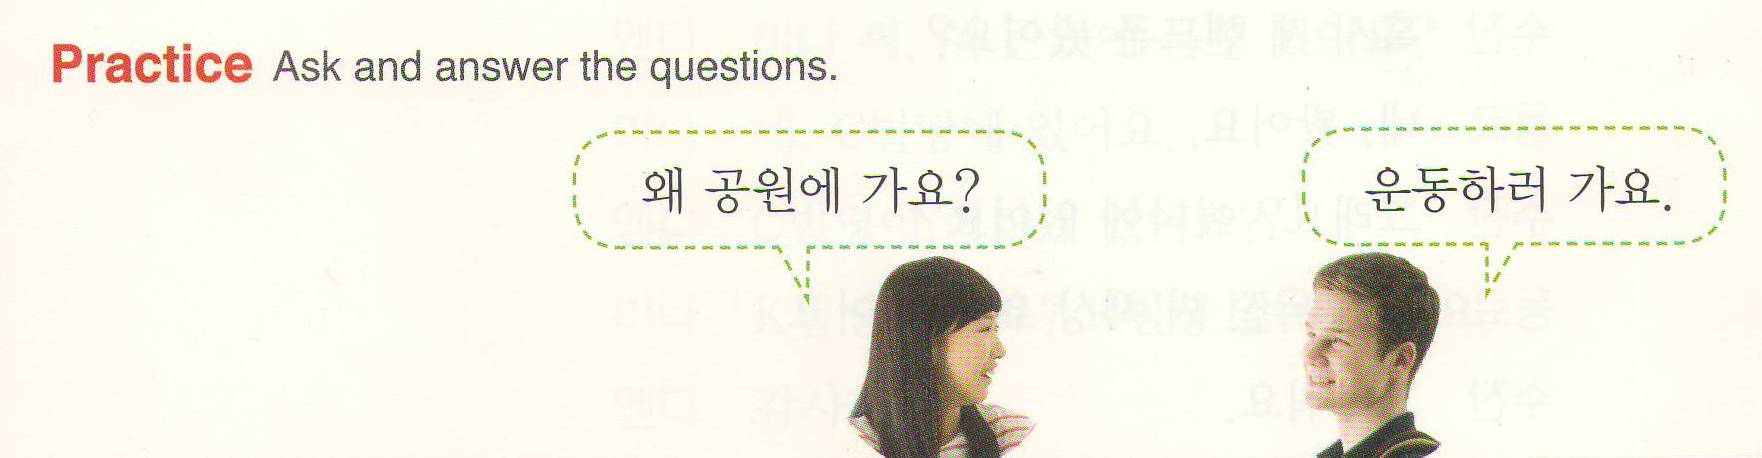 Practice Ask and answer the questions.
왜 공원에 가요?
운동하러 가요.